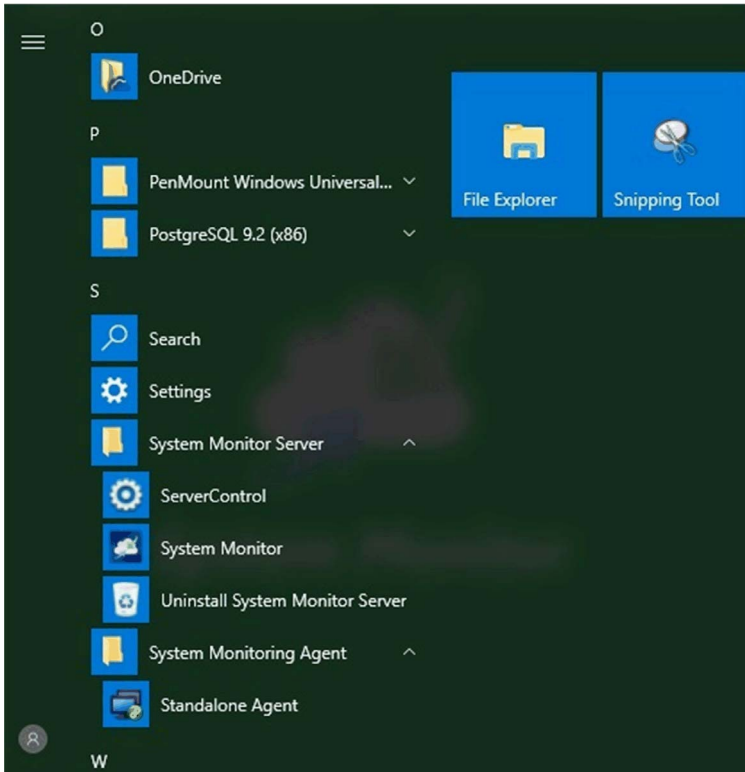 O
OneDrive
P
PenMount Windows Universal...
PostgreSQL 9.2 (x86)
S
Search
Settings
System Monitor Server
ServerControl
System Monitor
Uninstall System Monitor Server
System Monitoring Agent
Standalone Agent
W
File Explorer
Snipping Tool